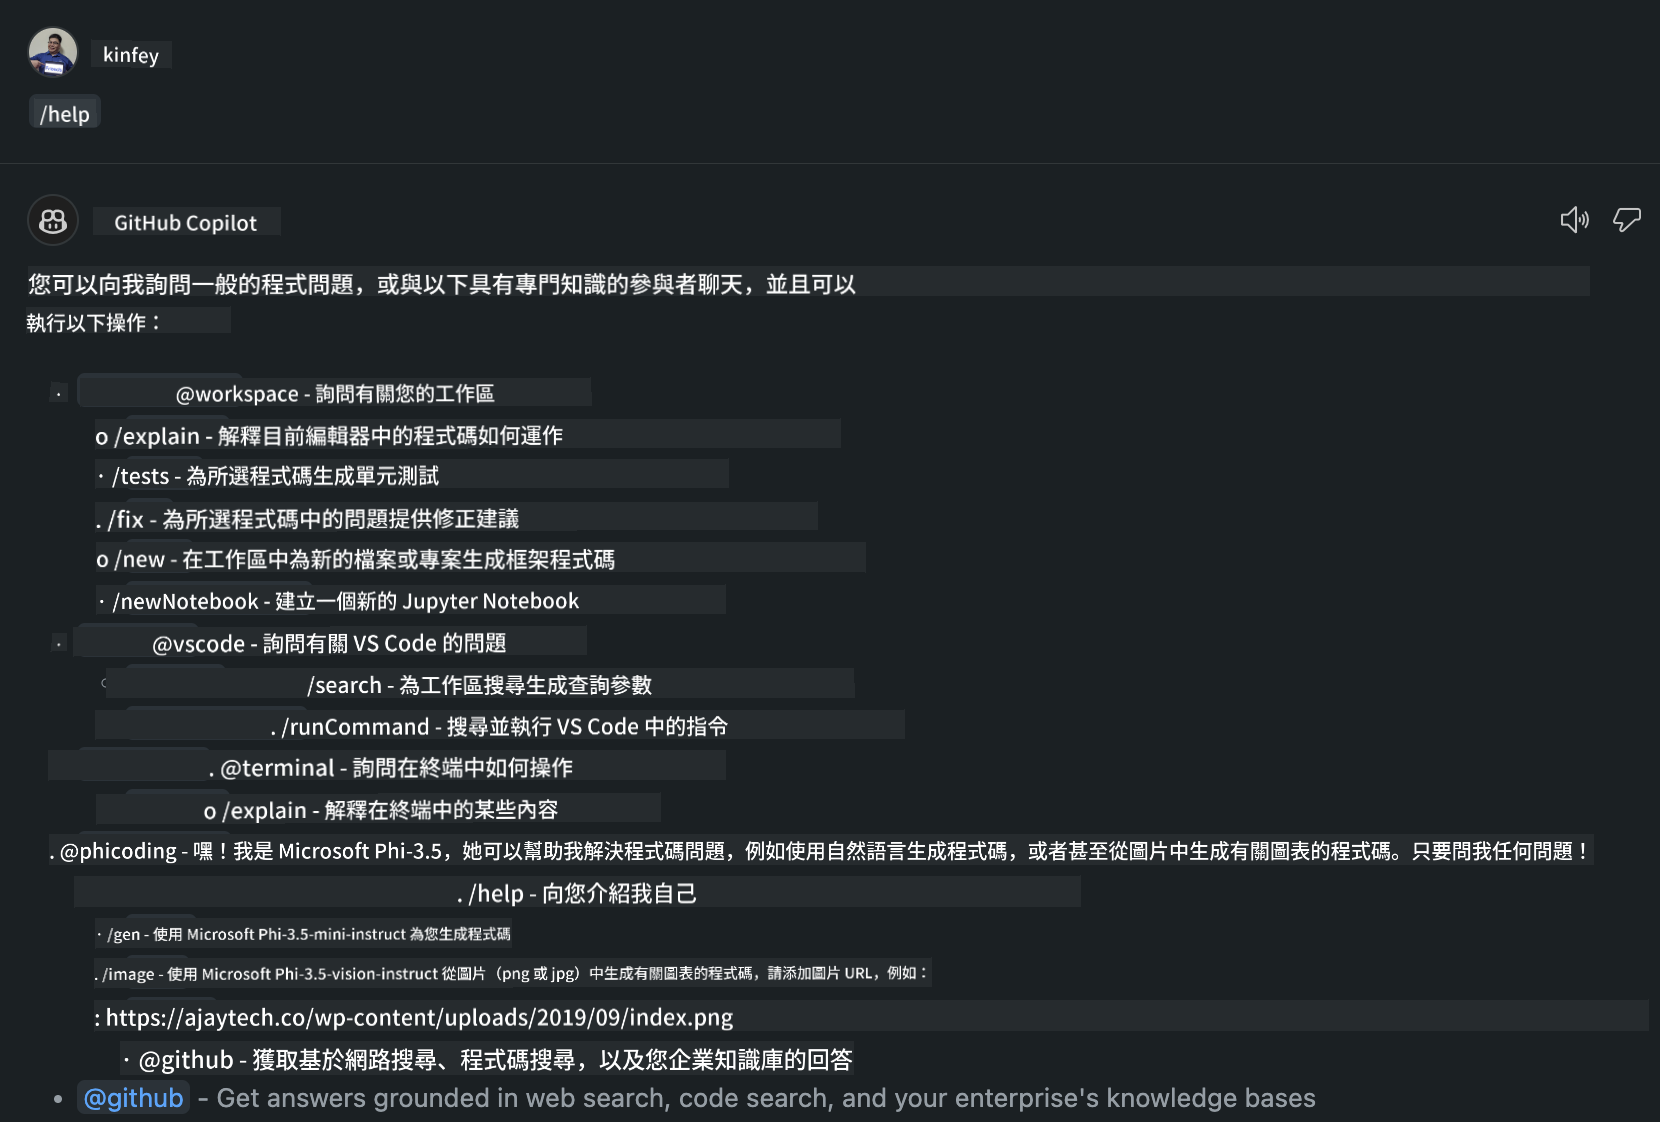 kinfey
/help
GitHub Copilot
您可以向我詢問一般的程式問題，或與以下具有專門知識的參與者聊天，並且可以
執行以下操作：
· @workspace - 詢問有關您的工作區
o /explain - 解釋目前編輯器中的程式碼如何運作
· /tests - 為所選程式碼生成單元測試
. /fix - 為所選程式碼中的問題提供修正建議
o /new - 在工作區中為新的檔案或專案生成框架程式碼
· /newNotebook - 建立一個新的 Jupyter Notebook
· @vscode - 詢問有關 VS Code 的問題
/search - 為工作區搜尋生成查詢參數
. /runCommand - 搜尋並執行 VS Code 中的指令
. @terminal - 詢問在終端中如何操作
o /explain - 解釋在終端中的某些內容
. @phicoding - 嘿！我是 Microsoft Phi-3.5，她可以幫助我解決程式碼問題，例如使用自然語言生成程式碼，或者甚至從圖片中生成有關圖表的程式碼。只要問我任何問題！
. /help - 向您介紹我自己
· /gen - 使用 Microsoft Phi-3.5-mini-instruct 為您生成程式碼
. /image - 使用 Microsoft Phi-3.5-vision-instruct 從圖片（png 或 jpg）中生成有關圖表的程式碼，請添加圖片 URL，例如：
: https://ajaytech.co/wp-content/uploads/2019/09/index.png
· @github - 獲取基於網路搜尋、程式碼搜尋，以及您企業知識庫的回答
• @github - Get answers grounded in web search, code search, and your enterprise's knowledge bases